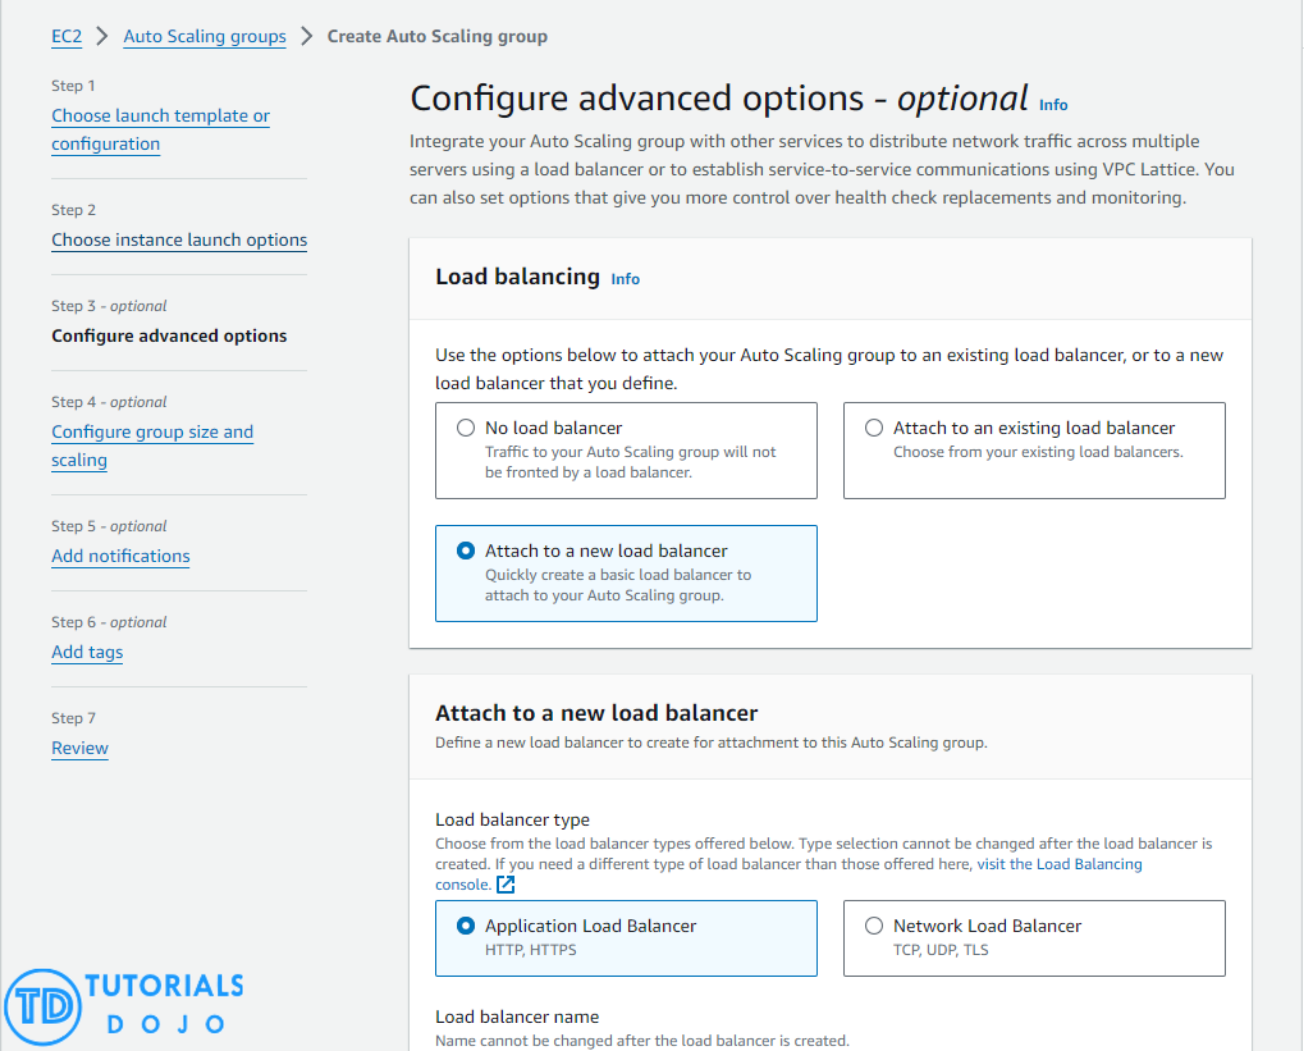 EC2 > Auto Scaling groups > Create Auto Scaling group
Step 1
Choose launch template or
configuration
Step 2
Choose instance launch options
Step 3 - optional
Configure advanced options
Step 4 - optional
Configure group size and
scaling
Step 5 - optional
Add notifications
Step 6 - optional
Add tags
Step 7
Review
Configure advanced options - optional Info
Integrate your Auto Scaling group with other services to distribute network traffic across multiple
servers using a load balancer or to establish service-to-service communications using VPC Lattice. You
can also set options that give you more control over health check replacements and monitoring.
Load balancing Info
Use the options below to attach your Auto Scaling group to an existing load balancer, or to a new
load balancer that you define.
No load balancer
Traffic to your Auto Scaling group will not
be fronted by a load balancer.
Attach to an existing load balancer
Choose from your existing load balancers.
Attach to a new load balancer
Quickly create a basic load balancer to
attach to your Auto Scaling group.
Attach to a new load balancer
Define a new load balancer to create for attachment to this Auto Scaling group.
Load balancer type
Choose from the load balancer types offered below. Type selection cannot be changed after the load balancer is
created. If you need a different type of load balancer than those offered here, visit the Load Balancing
console.
Application Load Balancer
HTTP, HTTPS
Network Load Balancer
TCP, UDP, TLS
Load balancer name
Name cannot be changed after the load balancer is created.
TD
TUTORIALS
DOJO